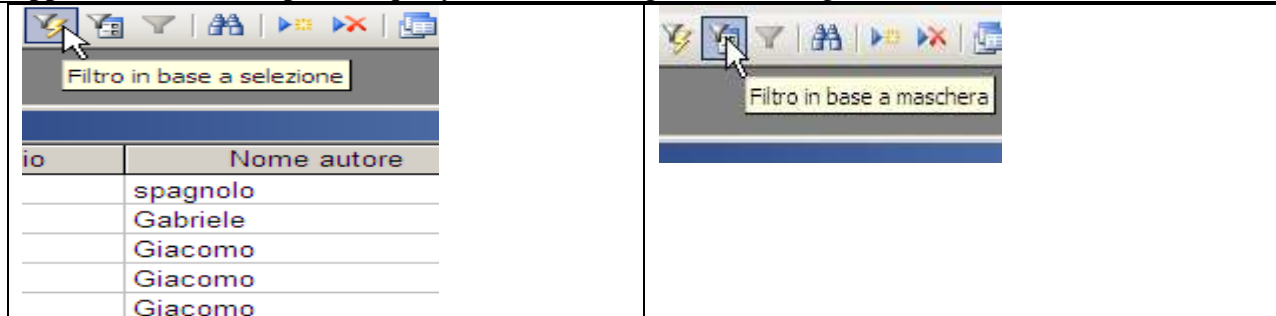 Filtro in base a selezione
io Nome autore
spagnolo
Gabriele
Giacomo
Giacomo
Giacomo
Filtro in base a maschera